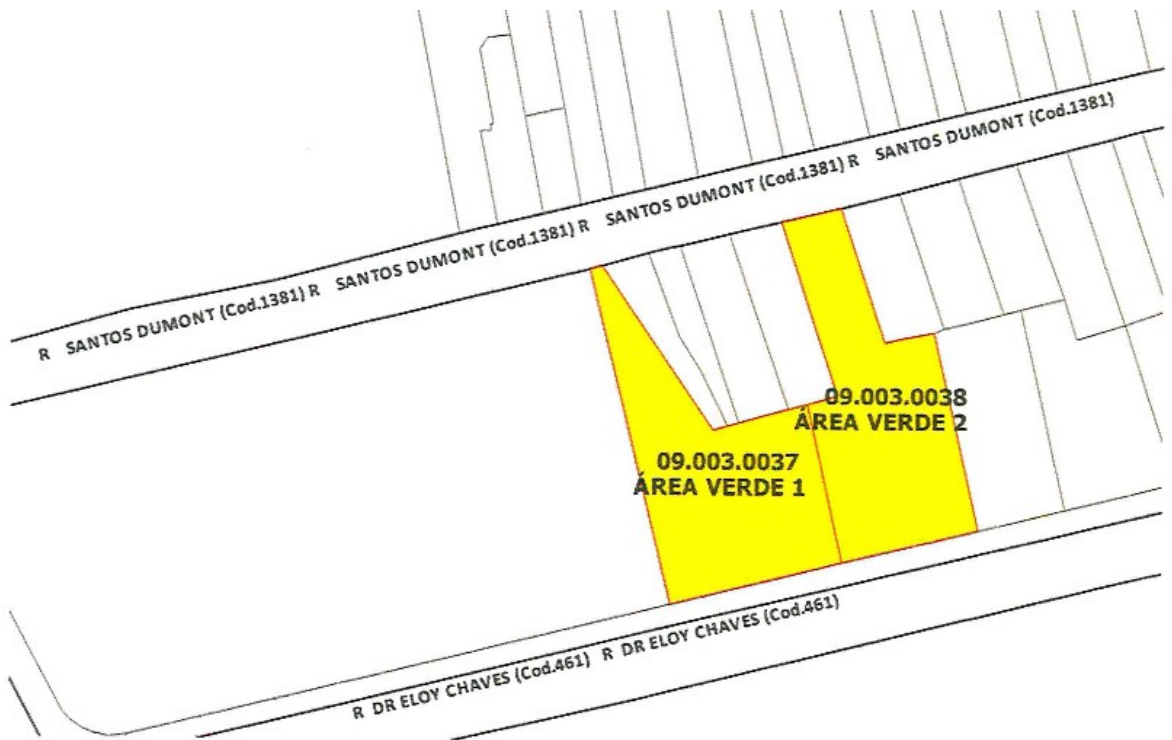 R SANTOS DUMONT (Cod.1381) R SANTOS DUMONT (Cod.1381) R SANTOS DUMONT (Cod.1381) R SANTOS DUMONT (Cod.1381)
09.003.0038
ÁREA VERDE 2
09.003.0037
ÁREA VERDE 1
R DR ELOY CHAVES (Cod.461) R DR ELOY CHAVES (Cod.461)